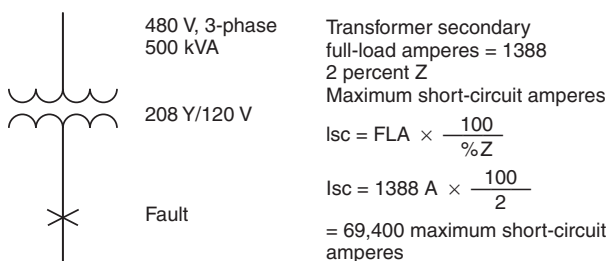 480 V, 3-phase
500 kVA
208 Y/120 V
Fault
Transformer secondary
full-load amperes = 1388
2 percent Z
Maximum short-circuit amperes
Isc = FLA × 100
%Z
Isc = 1388 A × 100
2
= 69,400 maximum short-circuit
amperes